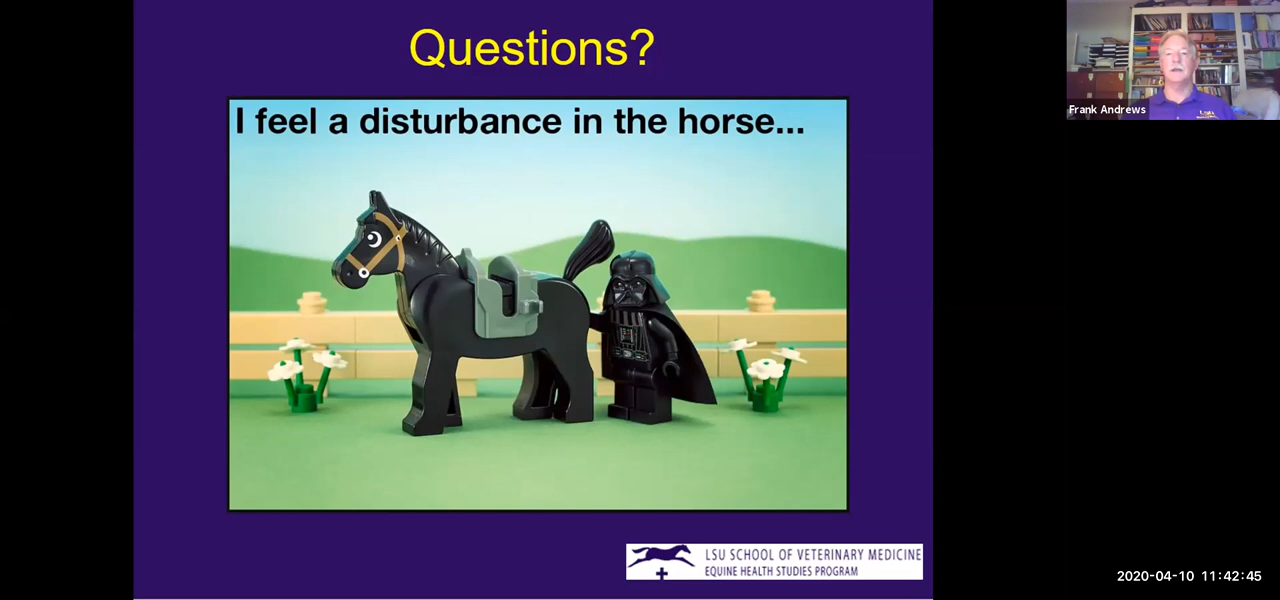 Questions?
I feel a disturbance in the horse...
Frank Andrews
LSU SCHOOL OF VETERINARY MEDICINE
EQUINE HEALTH STUDIES PROGRAM
2020-04-10 11:42:45